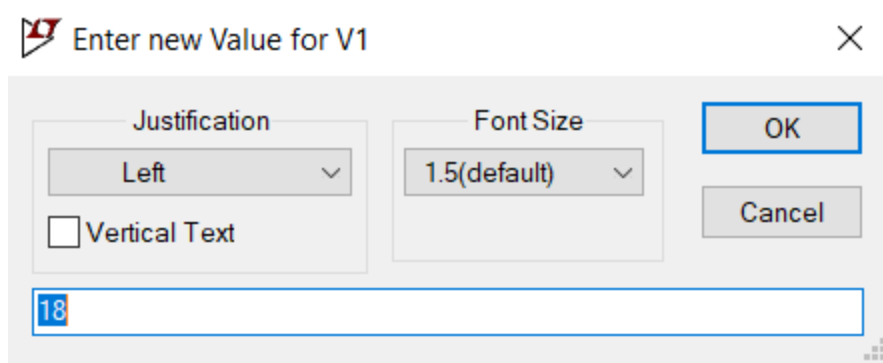 Enter new Value for V1
Justification
Font Size
OK
Left
1.5(default)
Cancel
Vertical Text
18